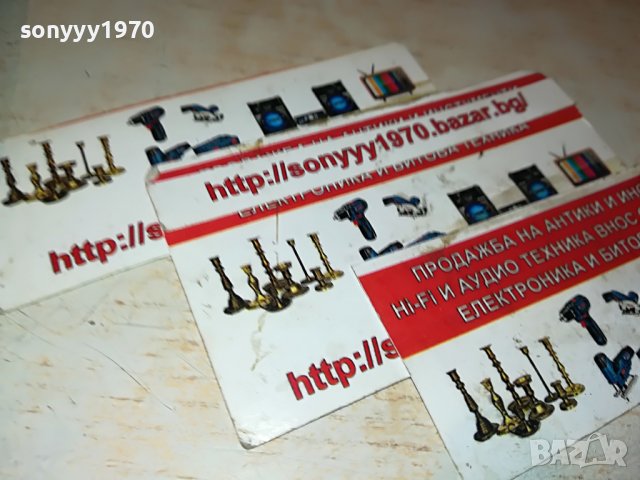 sonyyy1970
http://s
http://sonyyy1970.bazar.bg/
ЕЛЕКТРОНИКА И БИТОВА ТЕХНИКА
http://s
ПРОДАЖБА НА АНТИКИ И ИН
HI-FI И АУДИО ТЕХНИКА ВНОС
ЕЛЕКТРОНИКА И БИТО
BAZAR